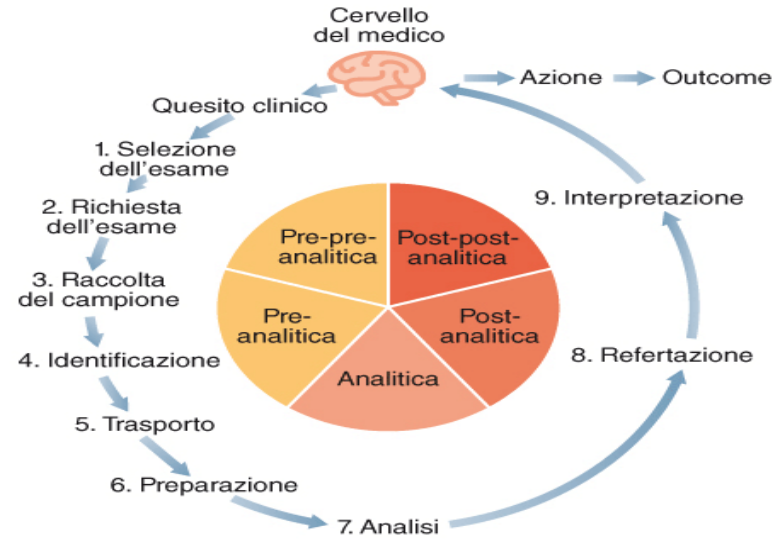 Cervello
del medico
Azione
Outcome
Quesito clinico
1. Selezione
dell'esame
2. Richiesta
dell'esame
3. Raccolta
del campione
4. Identificazione
5. Trasporto
6. Preparazione
7. Analisi
8. Refertazione
9. Interpretazione
Pre-pre-
analitica
Pre-
analitica
Analitica
Post-
analitica
Post-post-
analitica